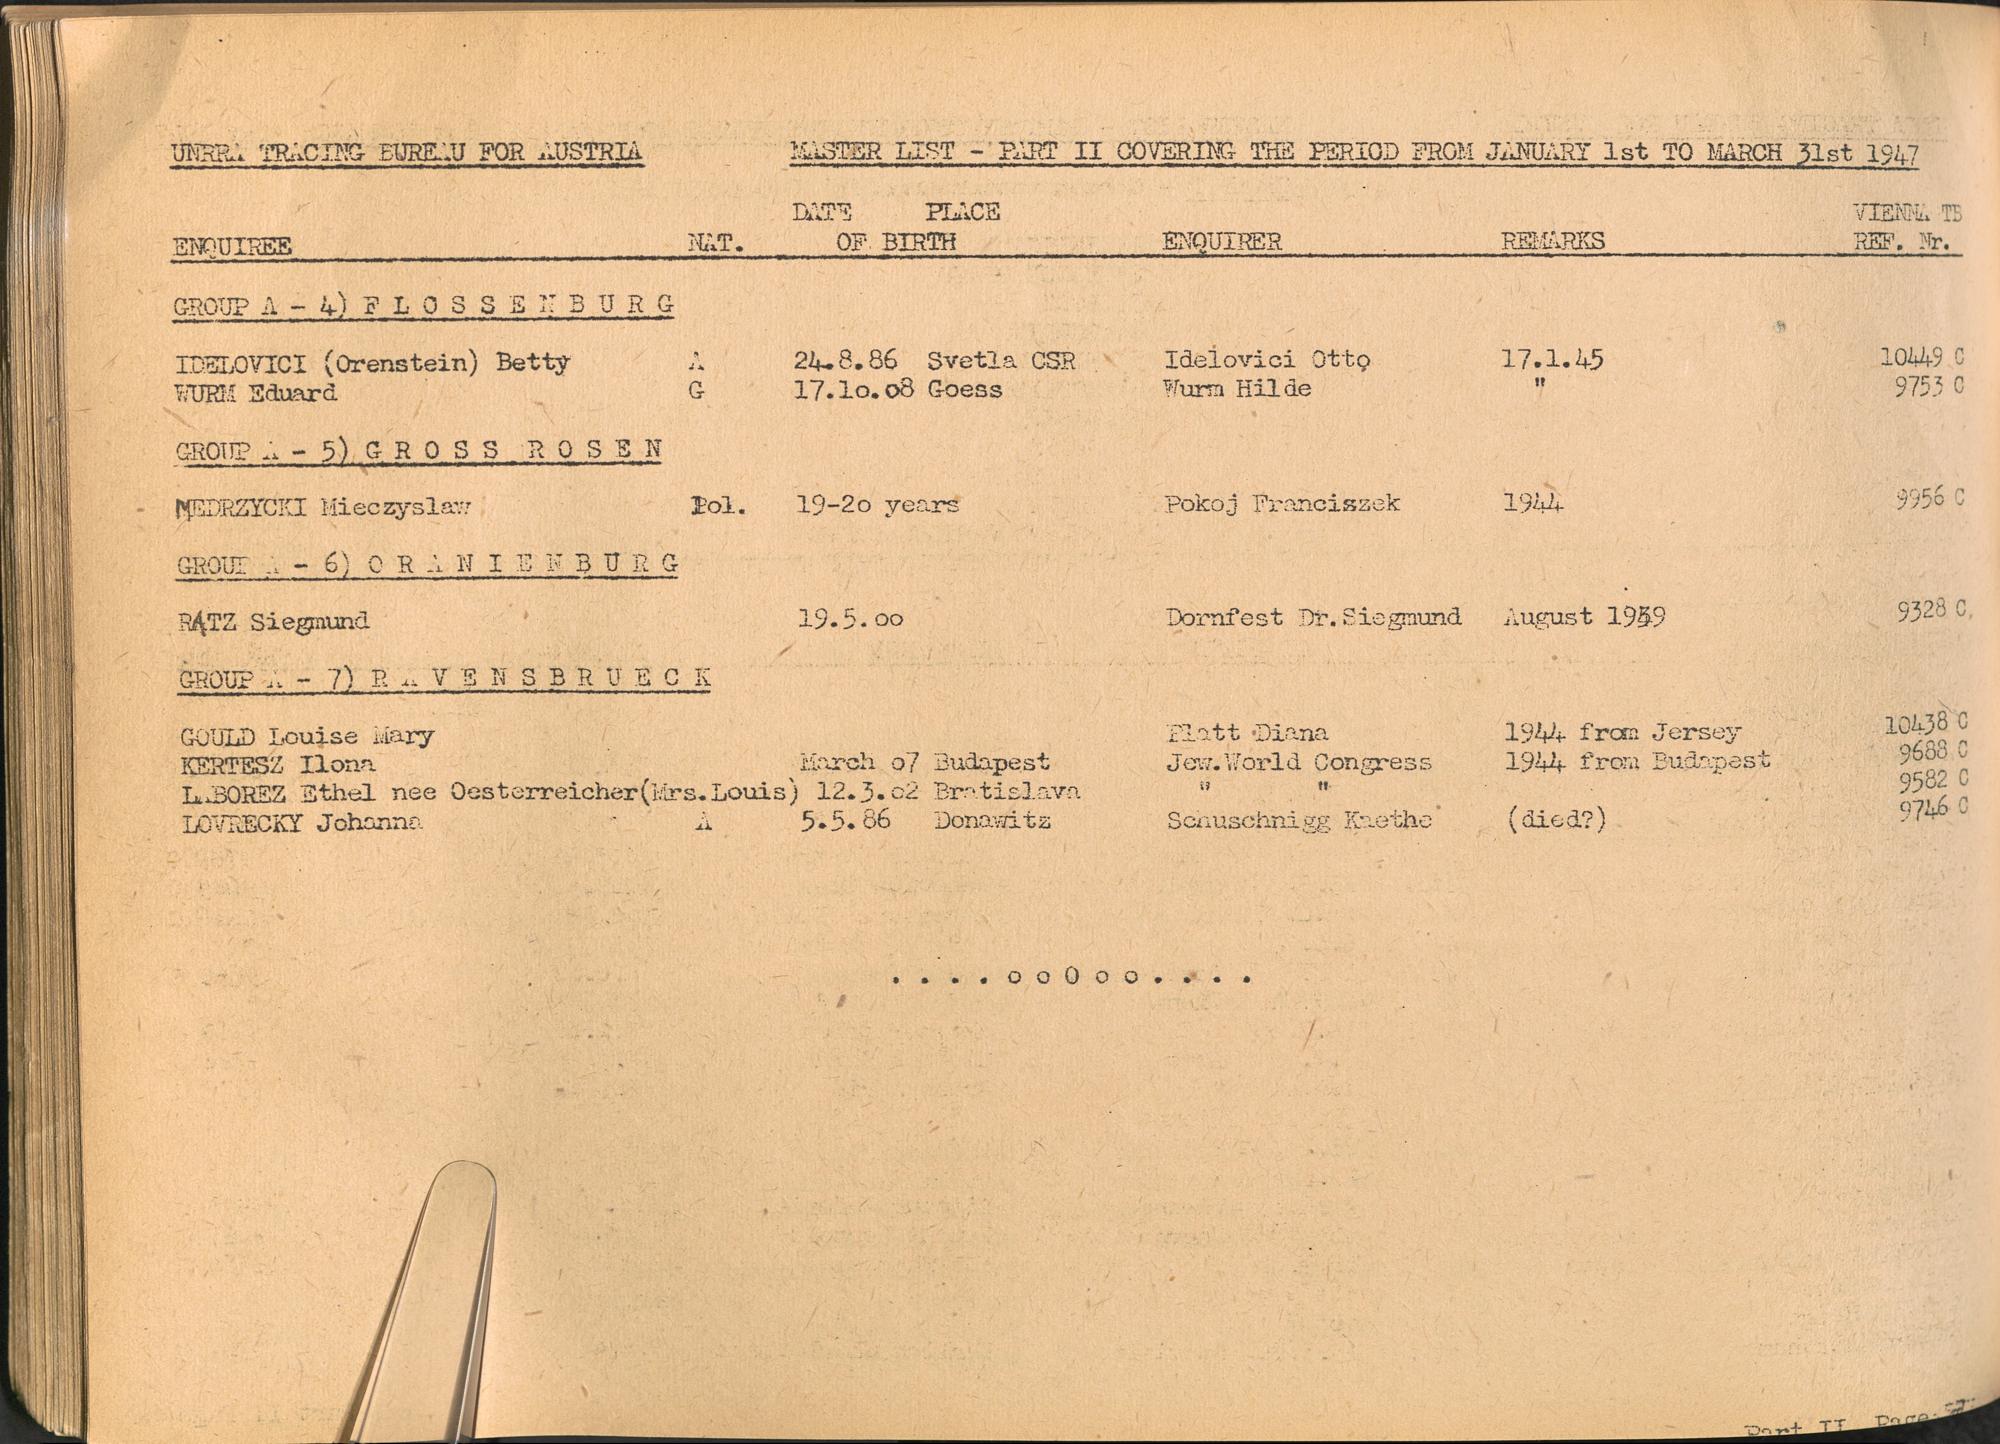 UNRRA TRACING BUREAU FOR AUSTRIA MASTER LIST - PART II COVERING THE PERIOD FROM JANUARY 1st TO MARCH 31st 1947
DATE PLACE VIENNA TB
ENQUIREE NAT. OF BIRTH ENQUIRER REMARKS REF. Nr.
GROUP A - 4) F L O S S E N B U R G
IDELOVICI (Orenstein) Betty A 24.8.86 Svetla CSR Idelovici Otto 17.1.45 10449 C
WURM Eduard G 17.1o.o8 Goess Wurm Hilde " 9753 C
GROUP A - 5) G R O S S R O S E N
MEDRZYCKI Mieczyslaw Pol. 19-2o years Pokoj Franciszek 1944 9956 C
GROUP A - 6) O R A N I E N B U R G
RATZ Siegmund 19.5.oo Dornfest Dr.Siegmund August 1939 9328 C
GROUP A - 7) R A V E N S B R U E C K
GOULD Louise Mary Platt Diana 1944 from Jersey 10438 C
KERTESZ Ilona March o7 Budapest Jew.World Congress 1944 from Budapest 9688 C
LABOREZ Ethel nee Oesterreicher(Mrs.Louis) 12.3.o2 Bratislava " " 9582 C
LOVRECKY Johanna A 5.5.86 Donawitz Schuschnigg Kaethe (died?) 9746 C
. . . . o o O o o . . . .
Part II Page